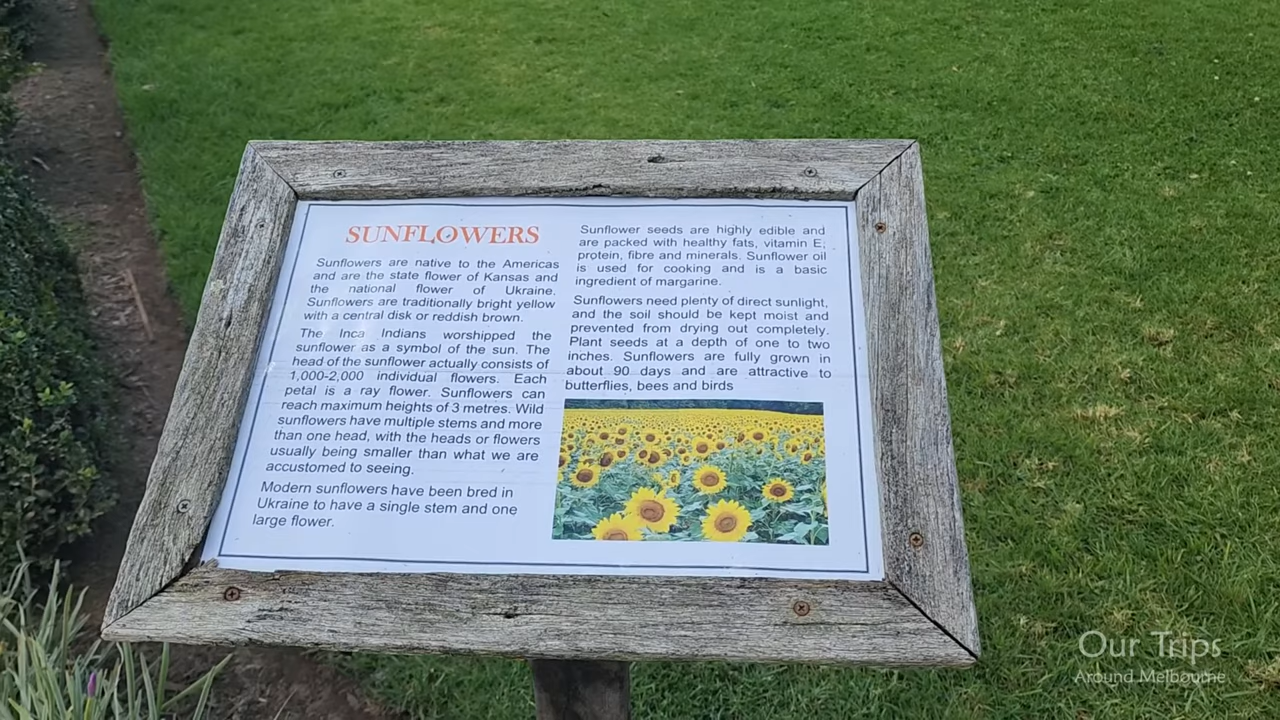 SUNFLOWERS
Sunflowers are native to the Americas
and are the state flower of Kansas and
the national flower of Ukraine.
Sunflowers are traditionally bright yellow
with a central disk or reddish brown.
The Inca Indians worshipped the
sunflower as a symbol of the sun. The
head of the sunflower actually consists of
1,000-2,000 individual flowers. Each
petal is a ray flower. Sunflowers can
reach maximum heights of 3 metres. Wild
sunflowers have multiple stems and more
than one head, with the heads or flowers
usually being smaller than what we are
accustomed to seeing.
Modern sunflowers have been bred in
Ukraine to have a single stem and one
large flower.
Sunflower seeds are highly edible and
are packed with healthy fats, vitamin E,
protein, fibre and minerals. Sunflower oil
is used for cooking and is a basic
ingredient of margarine.
Sunflowers need plenty of direct sunlight,
and the soil should be kept moist and
prevented from drying out completely.
Plant seeds at a depth of one to two
inches. Sunflowers are fully grown in
about 90 days and are attractive to
butterflies, bees and birds
Our Trips
Around Melbourne